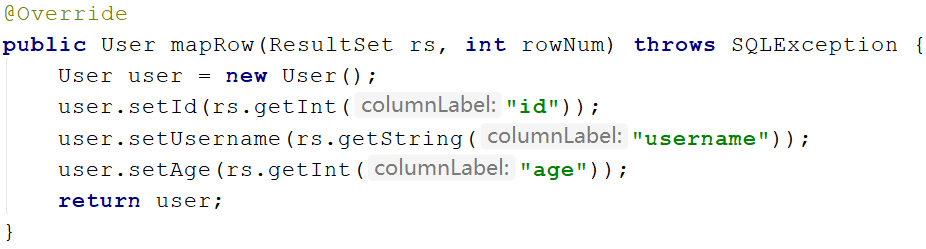 @Override
public User mapRow(ResultSet rs, int rowNum) throws SQLException {
    User user = new User();
    user.setId(rs.getInt( columnLabel: "id"));
    user.setUsername(rs.getString( columnLabel: "username"));
    user.setAge(rs.getInt( columnLabel: "age"));
    return user;
}